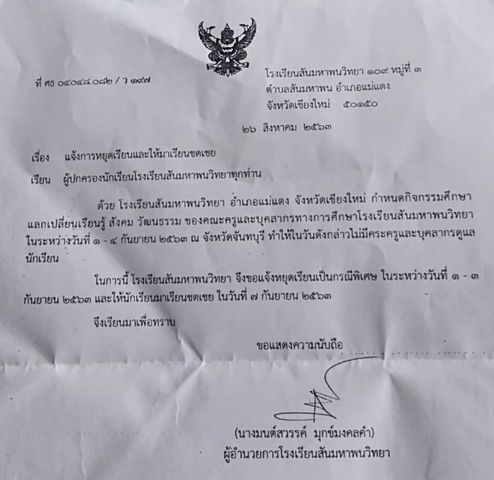 ที่ ศธ ๐๔๐๔๘.๐๘๒ / ว ๑๙๗
โรงเรียนสันมหาพนวิทยา ๑๐๙ หมู่ที่ ๓
ตำบลสันมหาพน อำเภอแม่แตง
จังหวัดเชียงใหม่ ๕๐๑๕๐
๒๖ สิงหาคม ๒๕๖๓
เรื่อง แจ้งการหยุดเรียนและให้มาเรียนชดเชย
เรียน ผู้ปกครองนักเรียนโรงเรียนสันมหาพนวิทยาทุกท่าน
ด้วย โรงเรียนสันมหาพนวิทยา อำเภอแม่แตง จังหวัดเชียงใหม่ กำหนดกิจกรรมศึกษา
แลกเปลี่ยนเรียนรู้ สังคม วัฒนธรรม ของคณะครูและบุคลากรทางการศึกษาโรงเรียนสันมหาพนวิทยา
ในระหว่างวันที่ ๑ - ๔ กันยายน ๒๕๖๓ ณ จังหวัดจันทบุรี ทำให้ในวันดังกล่าวไม่มีคระครูและบุคลากรดูแล
นักเรียน
ในการนี้ โรงเรียนสันมหาพนวิทยา จึงขอแจ้งหยุดเรียนเป็นกรณีพิเศษ ในระหว่างวันที่ ๑ - ๓
กันยายน ๒๕๖๓ และให้นักเรียนมาเรียนชดเชย ในวันที่ ๗ กันยายน ๒๕๖๓
จึงเรียนมาเพื่อทราบ
ขอแสดงความนับถือ
(นางมนต์สวรรค์ มุกข์มงคลคำ)
ผู้อำนวยการโรงเรียนสันมหาพนวิทยา